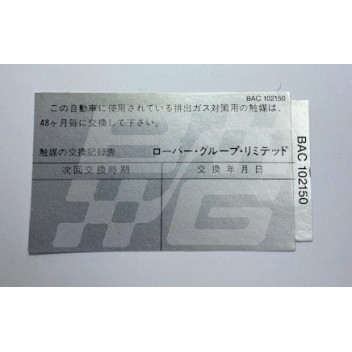 BAC 102150
この自動車に使用されている排出ガス対策用の触媒は、
48ヶ月毎に交換して下さい。
触媒の交換記録表 ローバー・グループ・リミテッド
次回交換時期 交換年月日
BAC 102150